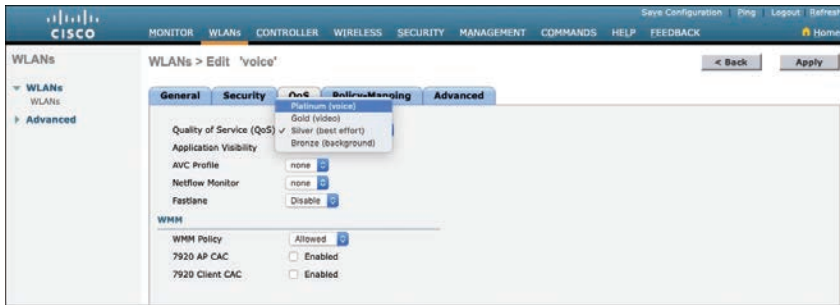 Save Configuration Ping Logout Refresh
CISCO MONITOR WLANs CONTROLLER WIRELESS SECURITY MANAGEMENT COMMANDS HELP FEEDBACK Home
WLANs
WLANs > Edit 'voice'
< Back Apply
WLANs
WLANs
Advanced
General Security QoS Policy-Mapping Advanced
Platinum (voice)
Gold (video)
Quality of Service (QoS) ✓ Silver (best effort)
Bronze (background)
Application Visibility
AVC Profile none
Netflow Monitor none
Fastlane Disable
WMM
WMM Policy Allowed
7920 AP CAC Enabled
7920 Client CAC Enabled